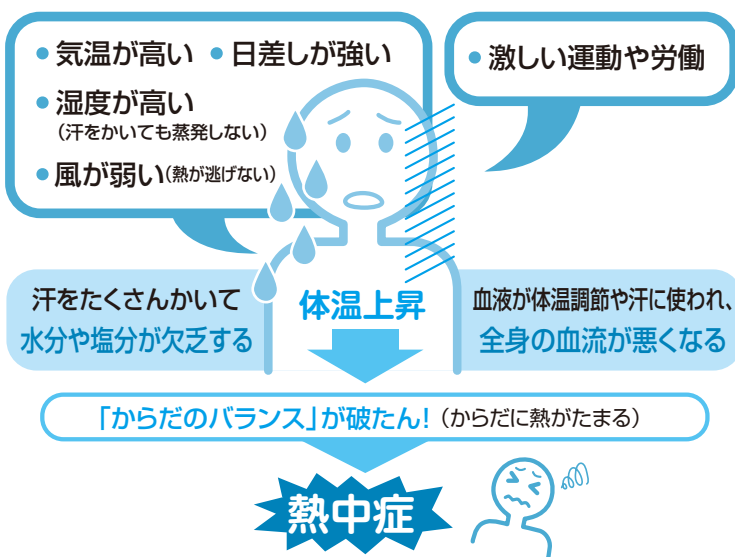 ● 気温が高い ● 日差しが強い
● 湿度が高い
(汗をかいても蒸発しない)
● 風が弱い(熱が逃げない)
● 激しい運動や労働
汗をたくさんかいて
水分や塩分が欠乏する
体温上昇
血液が体温調節や汗に使われ、
全身の血流が悪くなる
「からだのバランス」が破たん!(からだに熱がたまる)
熱中症